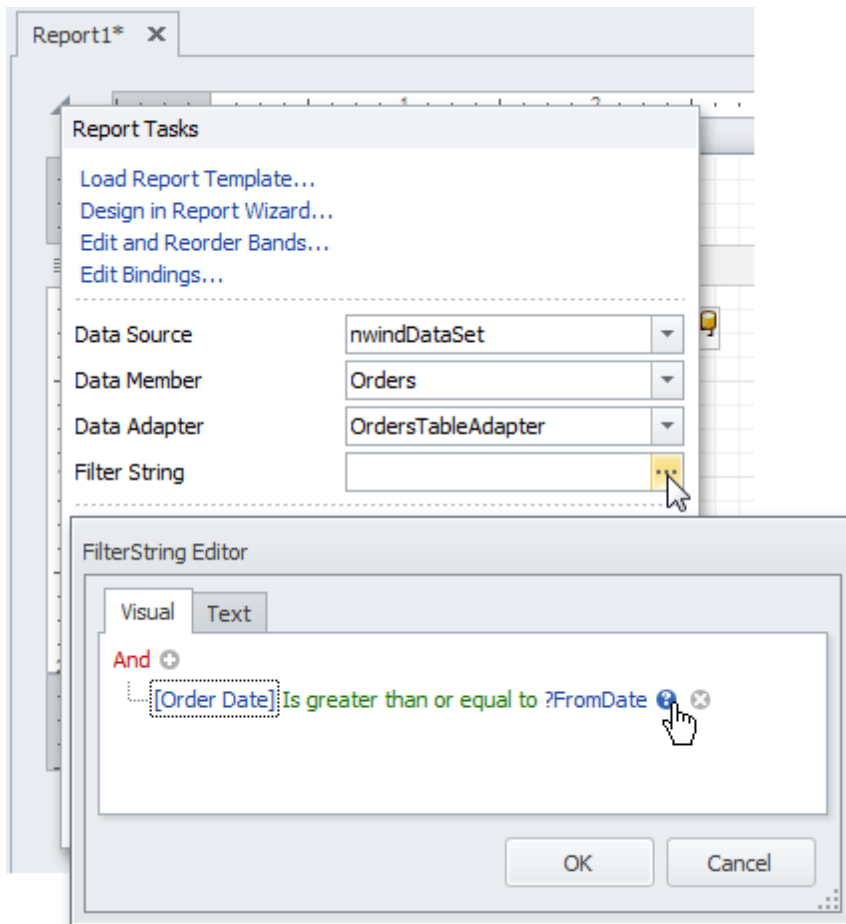 Report1*
1 2
Report Tasks
Load Report Template...
Design in Report Wizard...
Edit and Reorder Bands...
Edit Bindings...
Data Source nwindDataSet
Data Member Orders
Data Adapter OrdersTableAdapter
Filter String ...
FilterString Editor
Visual Text
And
[Order Date] Is greater than or equal to ?FromDate
OK Cancel